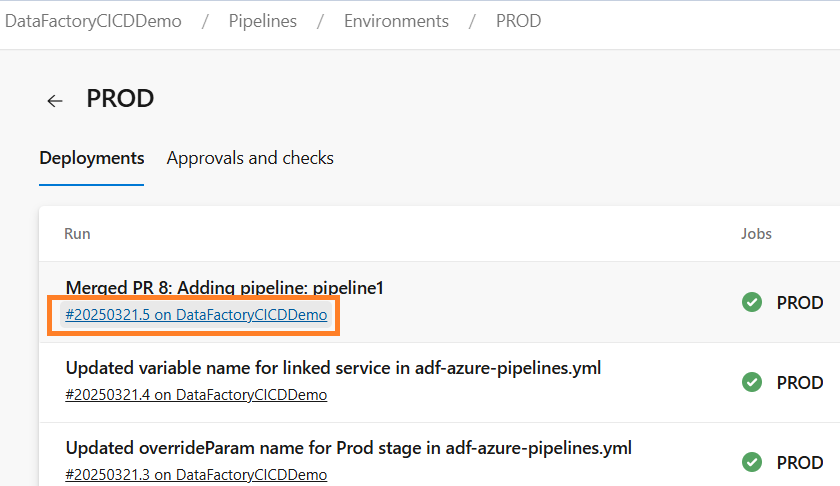 DataFactoryCICDDemo / Pipelines / Environments / PROD
← PROD
Deployments Approvals and checks
Run Jobs
Merged PR 8: Adding pipeline: pipeline1
#20250321.5 on DataFactoryCICDDemo PROD
Updated variable name for linked service in adf-azure-pipelines.yml
#20250321.4 on DataFactoryCICDDemo PROD
Updated overrideParam name for Prod stage in adf-azure-pipelines.yml
#20250321.3 on DataFactoryCICDDemo PROD